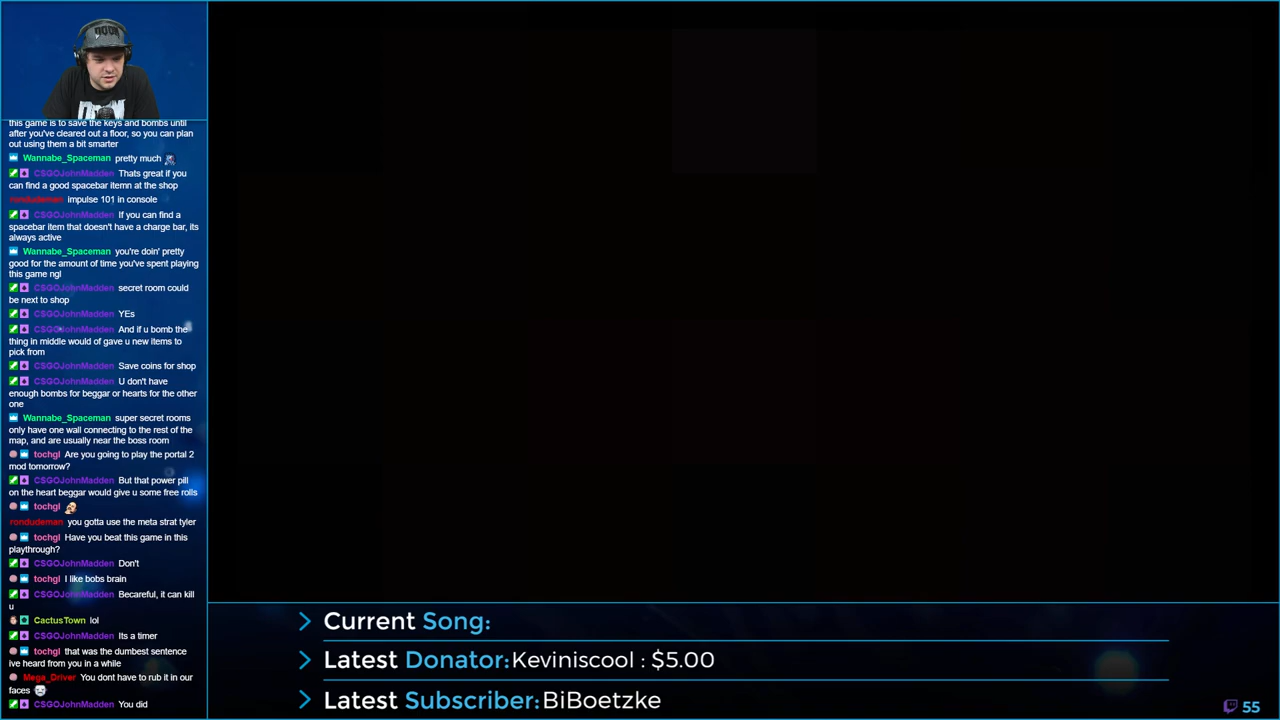 this game is to save the keys and bombs until
after you've cleared out a floor, so you can plan
out using them a bit smarter
Wannabe_Spaceman pretty much
CSGOJohnMadden Thats great if you
can find a good spacebar itemn at the shop
rondudeman impulse 101 in console
CSGOJohnMadden If you can find a
spacebar item that doesn't have a charge bar, its
always active
Wannabe_Spaceman you're doin' pretty
good for the amount of time you've spent playing
this game ngl
CSGOJohnMadden secret room could
be next to shop
CSGOJohnMadden YEs
CSGOJohnMadden And if u bomb the
thing in middle would of gave u new items to
pick from
CSGOJohnMadden Save coins for shop
CSGOJohnMadden U don't have
enough bombs for beggar or hearts for the other
one
Wannabe_Spaceman super secret rooms
only have one wall connecting to the rest of the
map, and are usually near the boss room
tochgl Are you going to play the portal 2
mod tomorrow?
CSGOJohnMadden But that power pill
on the heart beggar would give u some free rolls
tochgl
rondudeman you gotta use the meta strat tyler
tochgl Have you beat this game in this
playthrough?
CSGOJohnMadden Don't
tochgl I like bobs brain
CSGOJohnMadden Becareful, it can kill
u
CactusTown lol
CSGOJohnMadden Its a timer
tochgl that was the dumbest sentence
ive heard from you in a while
Mega_Driver You dont have to rub it in our
faces
CSGOJohnMadden You did
Current Song:
Latest Donator:Keviniscool : $5.00
Latest Subscriber:BiBoetzke
55